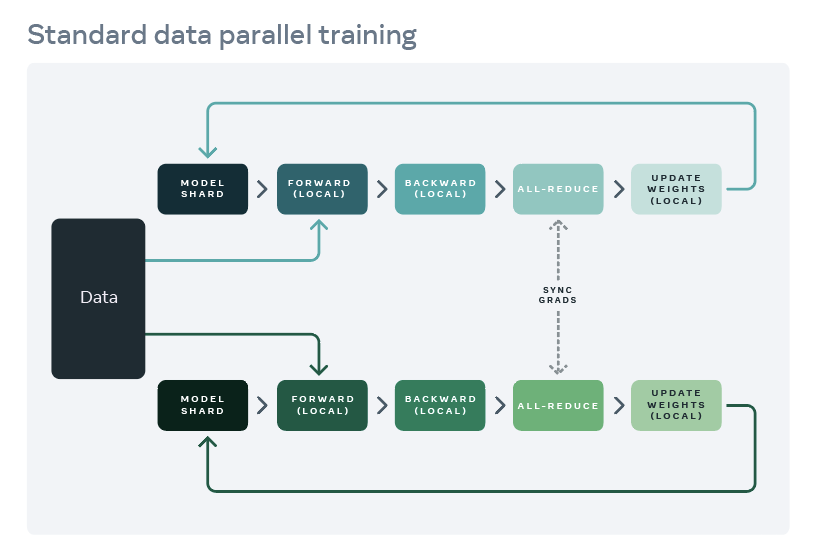 Standard data parallel training
MODEL
SHARD
FORWARD
(LOCAL)
BACKWARD
(LOCAL)
ALL-REDUCE
UPDATE
WEIGHTS
(LOCAL)
Data
SYNC
GRADS
MODEL
SHARD
FORWARD
(LOCAL)
BACKWARD
(LOCAL)
ALL-REDUCE
UPDATE
WEIGHTS
(LOCAL)